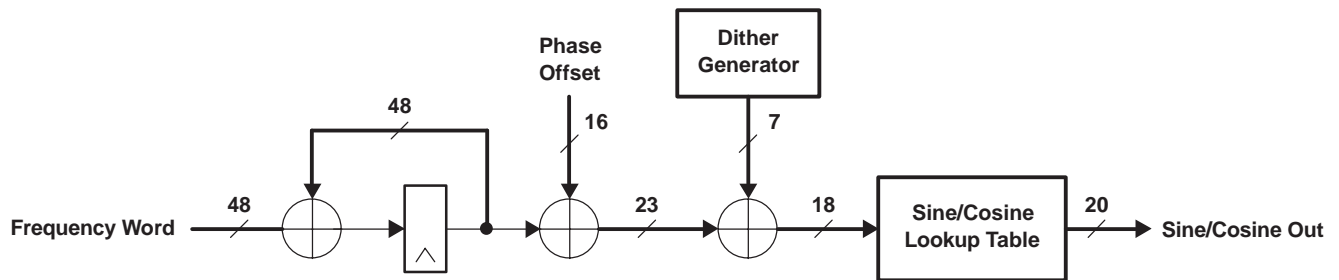 Phase
Offset
Dither
Generator
48
16
7
Frequency Word
48
23
18
Sine/Cosine
Lookup Table
20
Sine/Cosine Out